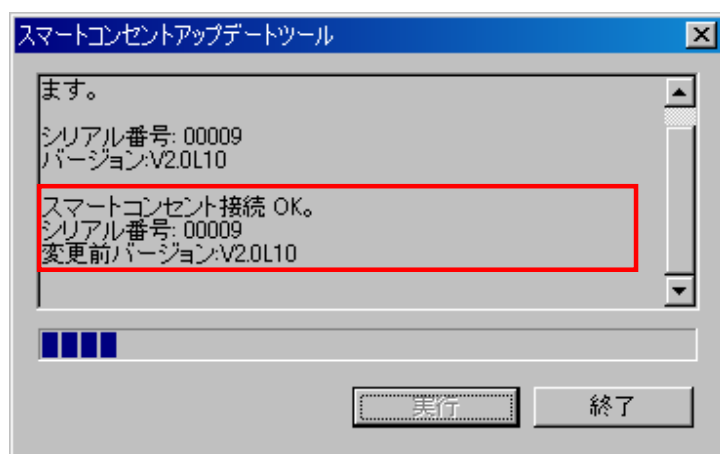 スマートコンセントアップデートツール
ます。
シリアル番号: 00009
バージョン:V2.0L10
スマートコンセント接続 OK。
シリアル番号: 00009
変更前バージョン:V2.0L10
実行
終了